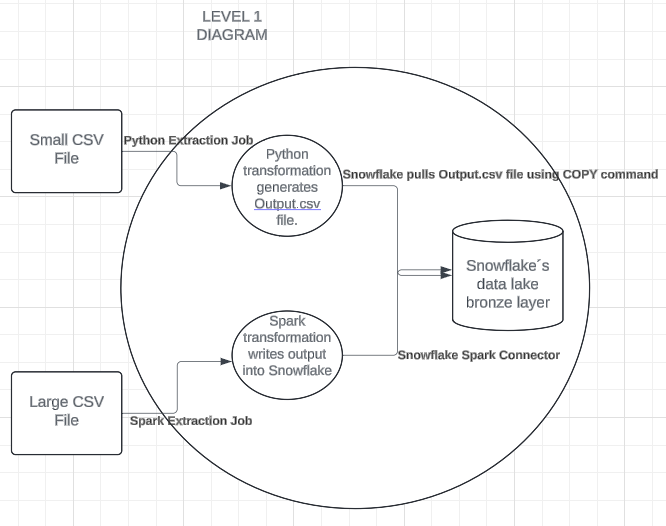 LEVEL 1
DIAGRAM
Small CSV
File
Python Extraction Job
Python
transformation
generates
Output.csv
file.
Snowflake pulls Output.csv file using COPY command
Snowflake´s
data lake
bronze layer
Spark
transformation
writes output
into Snowflake
Snowflake Spark Connector
Large CSV
File
Spark Extraction Job